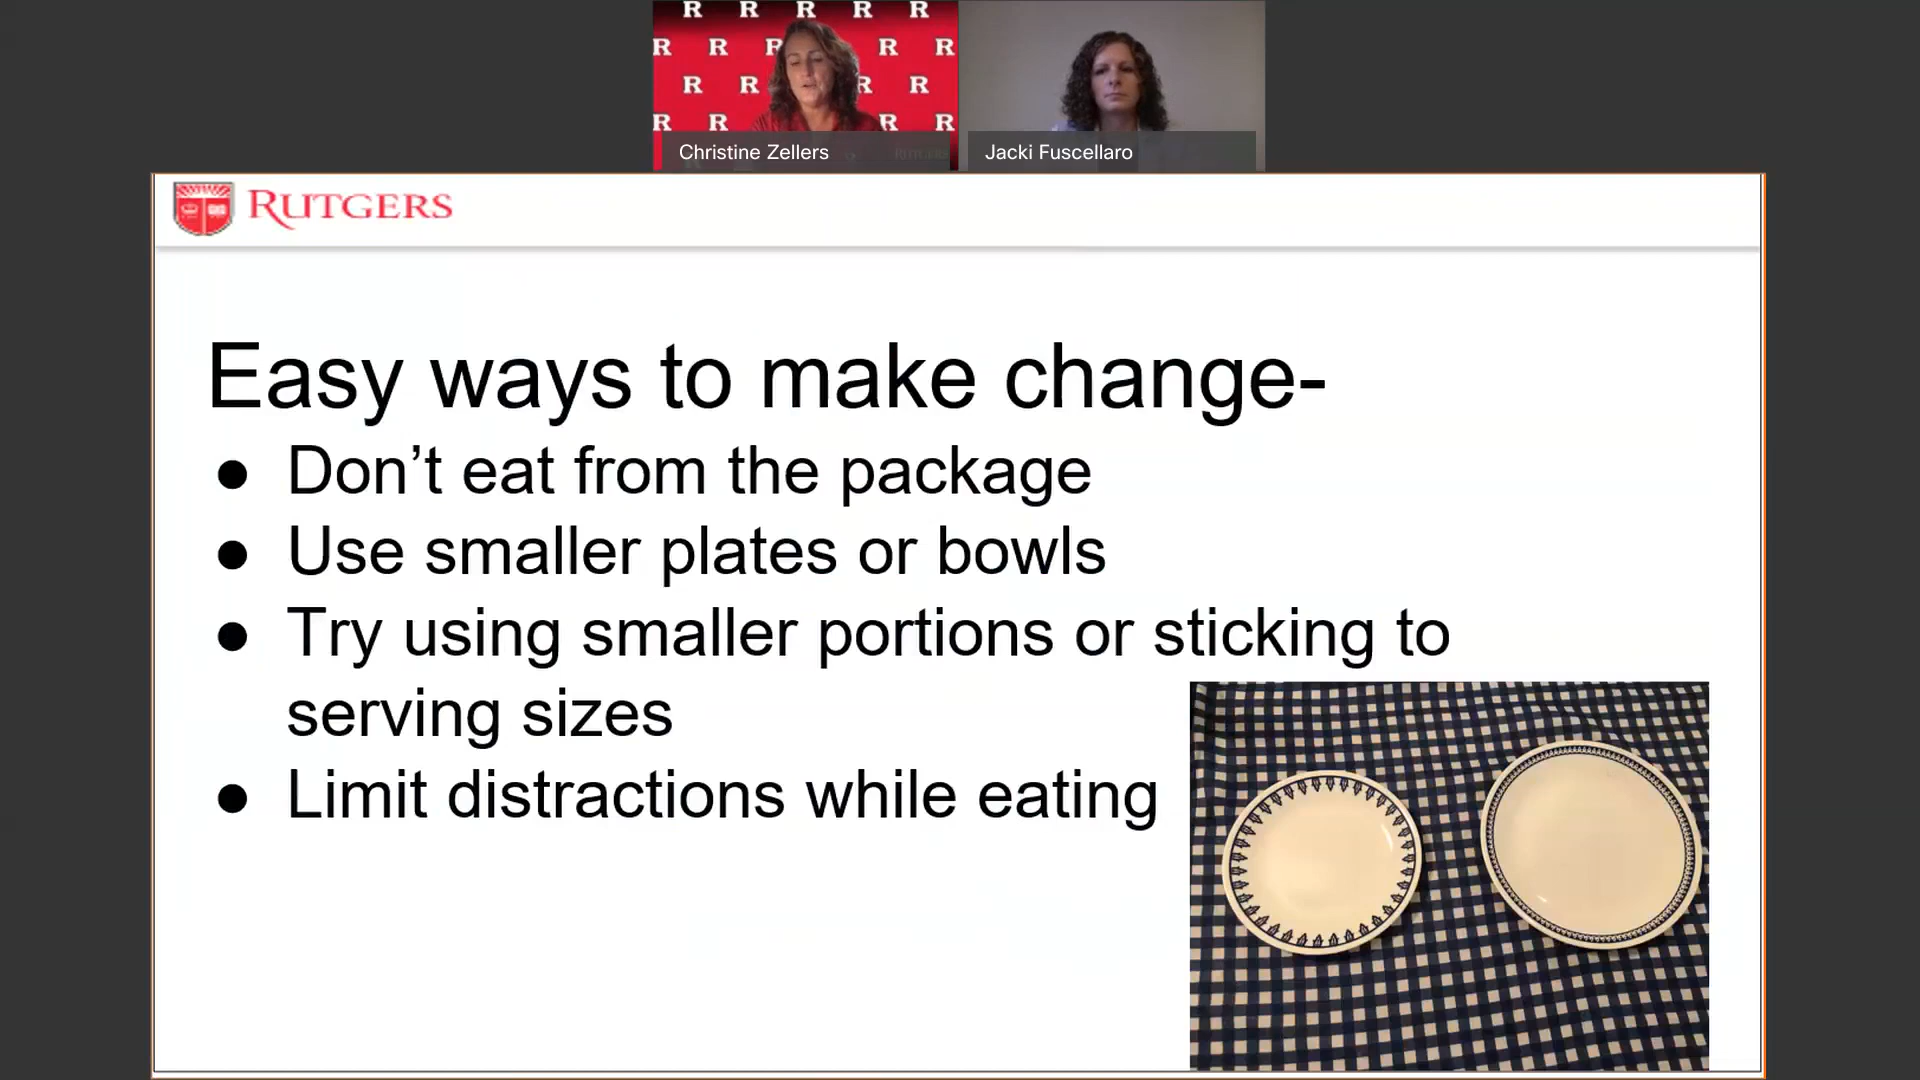 R R R R R
R R R R R
R R R R
R R R R
Christine Zellers
Jacki Fuscellaro
RUTGERS
Easy ways to make change-
● Don’t eat from the package
● Use smaller plates or bowls
● Try using smaller portions or sticking to
serving sizes
● Limit distractions while eating